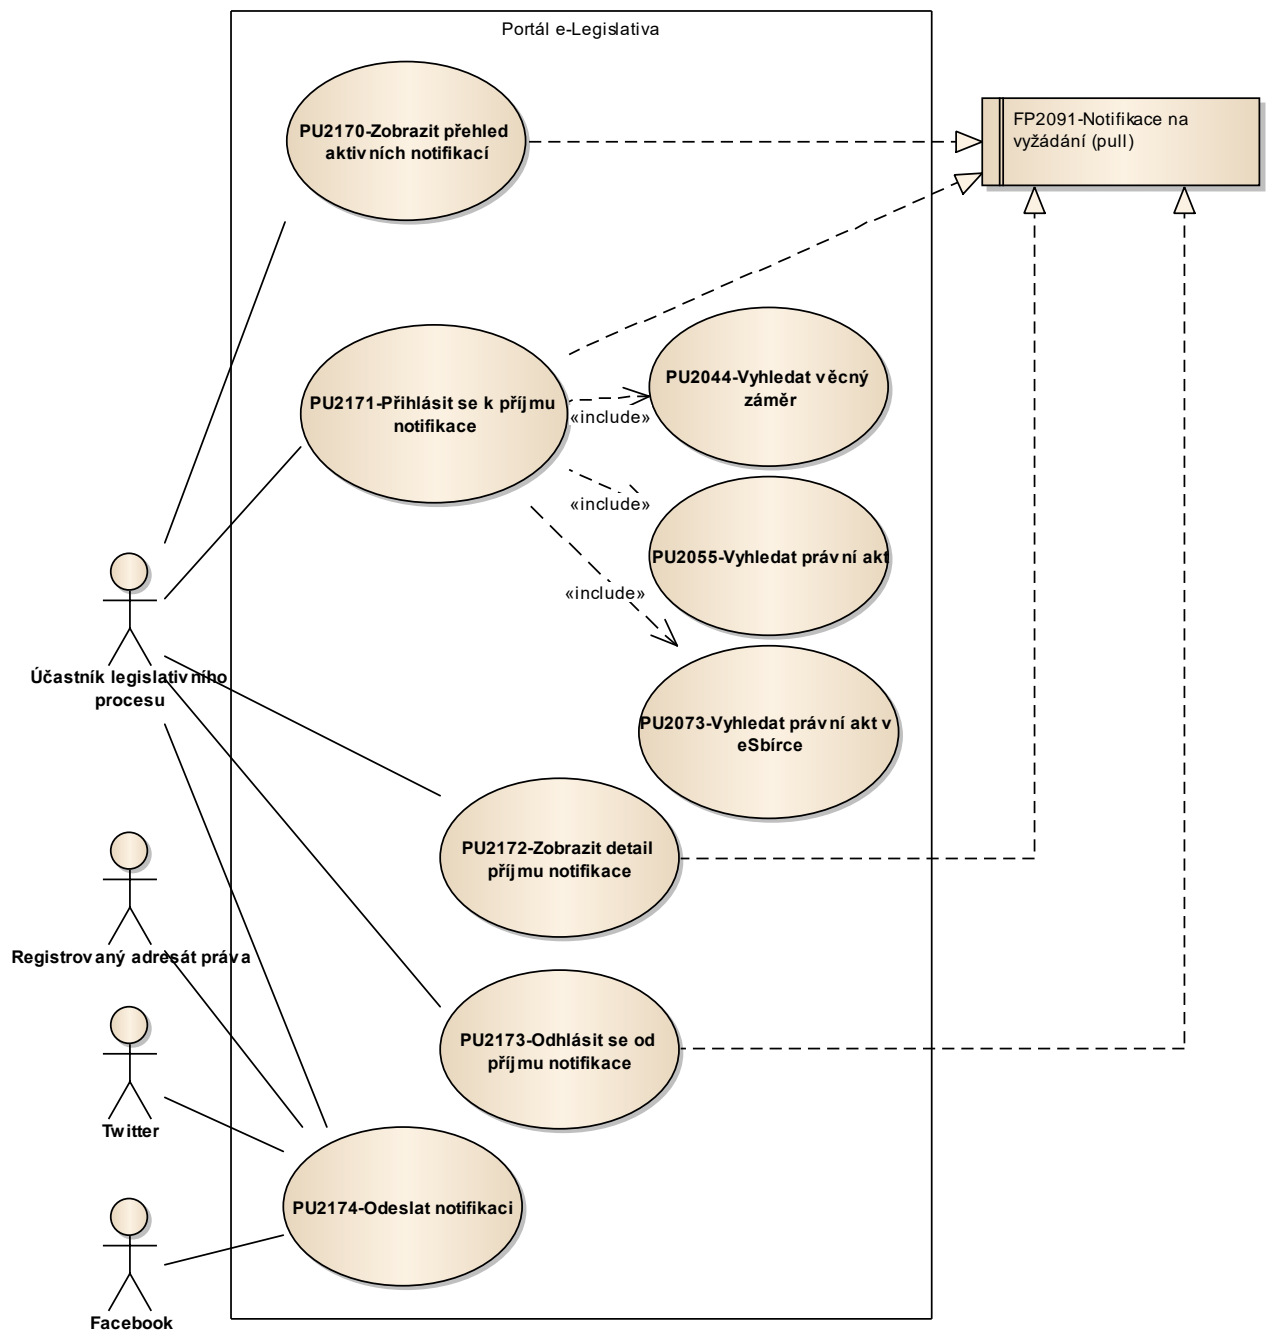 Portál e-Legislativa
PU2170-Zobrazit přehled
aktivních notifikací
FP2091-Notifikace na
vyžádání (pull)
PU2171-Přihlásit se k příjmu
notifikace
PU2044-Vyhledat věcný
záměr
«include»
«include»
PU2055-Vyhledat právní akt
«include»
Účastník legislativního
procesu
PU2073-Vyhledat právní akt v
eSbírce
PU2172-Zobrazit detail
příjmu notifikace
Registrovaný adresát práva
PU2173-Odhlásit se od
příjmu notifikace
Twitter
PU2174-Odeslat notifikaci
Facebook